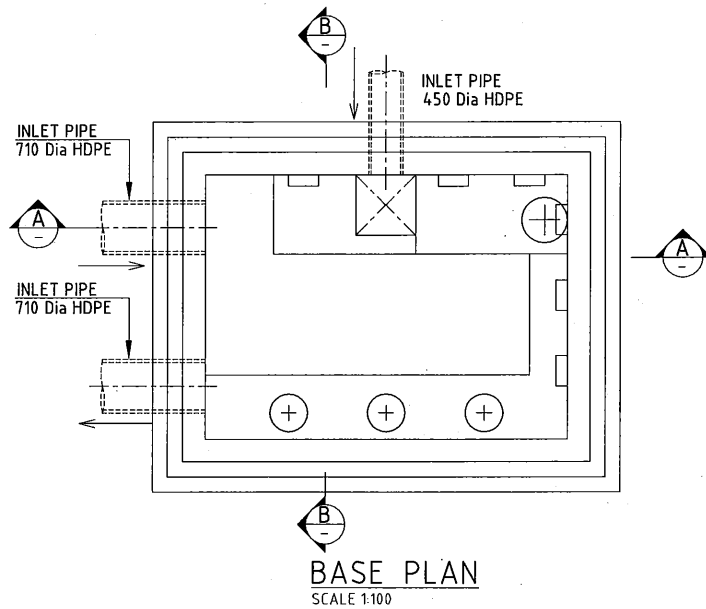 B
-
INLET PIPE
450 Dia HDPE
INLET PIPE
710 Dia HDPE
A
-
A
-
INLET PIPE
710 Dia HDPE
B
-
BASE PLAN
SCALE 1:100